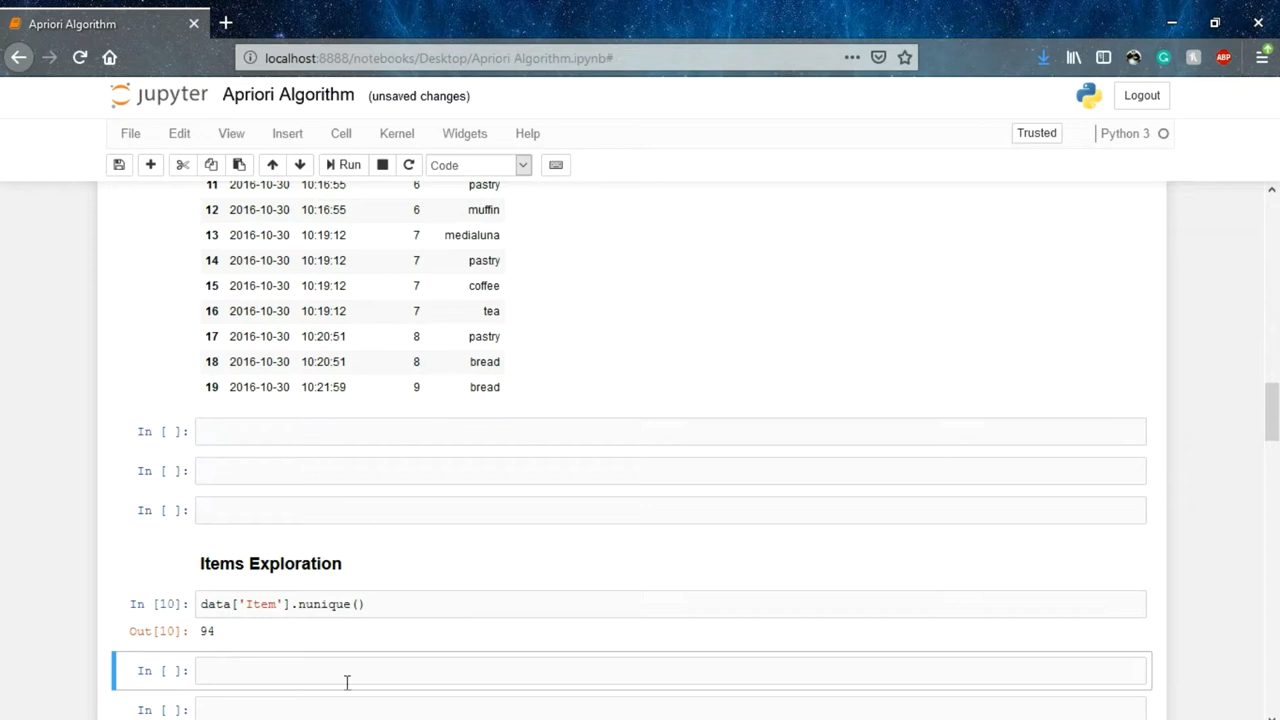 Apriori Algorithm
localhost:8888/notebooks/Desktop/Apriori Algorithm.ipynb#
ABP
jupyter Apriori Algorithm (unsaved changes) Logout
File Edit View Insert Cell Kernel Widgets Help Trusted Python 3
Run Code
11 2016-10-30 10:16:55 6 pastry
12 2016-10-30 10:16:55 6 muffin
13 2016-10-30 10:19:12 7 medialuna
14 2016-10-30 10:19:12 7 pastry
15 2016-10-30 10:19:12 7 coffee
16 2016-10-30 10:19:12 7 tea
17 2016-10-30 10:20:51 8 pastry
18 2016-10-30 10:20:51 8 bread
19 2016-10-30 10:21:59 9 bread
In [ ]:
In [ ]:
In [ ]:
Items Exploration
In [10]: data['Item'].nunique()
Out[10]: 94
In [ ]:
In [ ]: